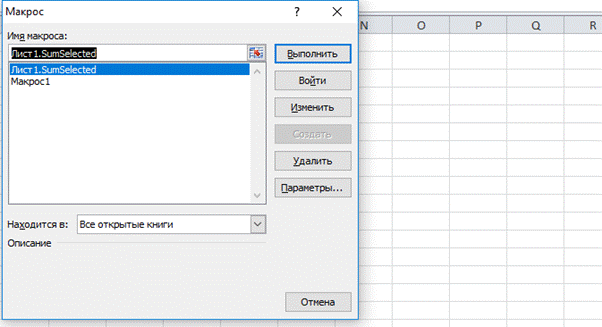 Макрос
N O P Q R
Имя макроса:
Лист1.SumSelected
Лист1.SumSelected
Макрос1
Выполнить
Войти
Изменить
Создать
Удалить
Параметры...
Находится в: Все открытые книги
Описание
Отмена